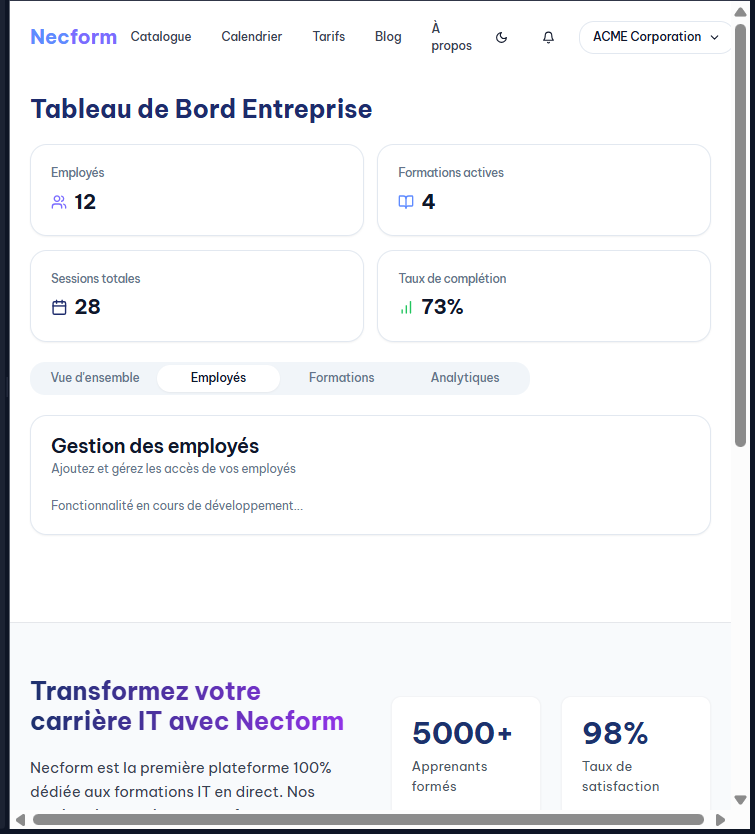 Necform Catalogue Calendrier Tarifs Blog À propos ACME Corporation
Tableau de Bord Entreprise
Employés
12
Formations actives
4
Sessions totales
28
Taux de complétion
73%
Vue d'ensemble Employés Formations Analytiques
Gestion des employés
Ajoutez et gérez les accès de vos employés
Fonctionnalité en cours de développement...
Transformez votre
carrière IT avec Necform
Necform est la première plateforme 100%
dédiée aux formations IT en direct. Nos
5000+
Apprenants
formés
98%
Taux de
satisfaction